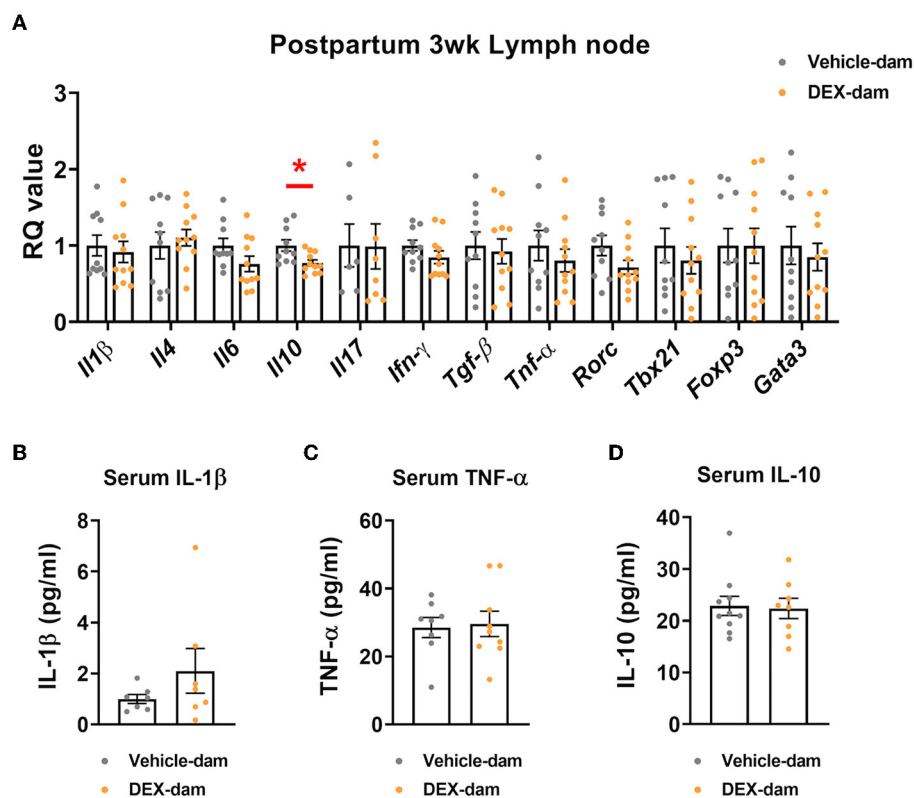 A
Postpartum 3wk Lymph node
Vehicle-dam
DEX-dam
RQ value
3
2
1
0
*
Il1β
Il4
Il6
Il10
Il17
Ifn-γ
Tgf-β
Tnf-α
Rorc
Tbx21
Foxp3
Gata3
B
Serum IL-1β
IL-1β (pg/ml)
8
6
4
2
0
Vehicle-dam
DEX-dam
C
Serum TNF-α
TNF-α (pg/ml)
60
40
20
0
Vehicle-dam
DEX-dam
D
Serum IL-10
IL-10 (pg/ml)
40
30
20
10
0
Vehicle-dam
DEX-dam